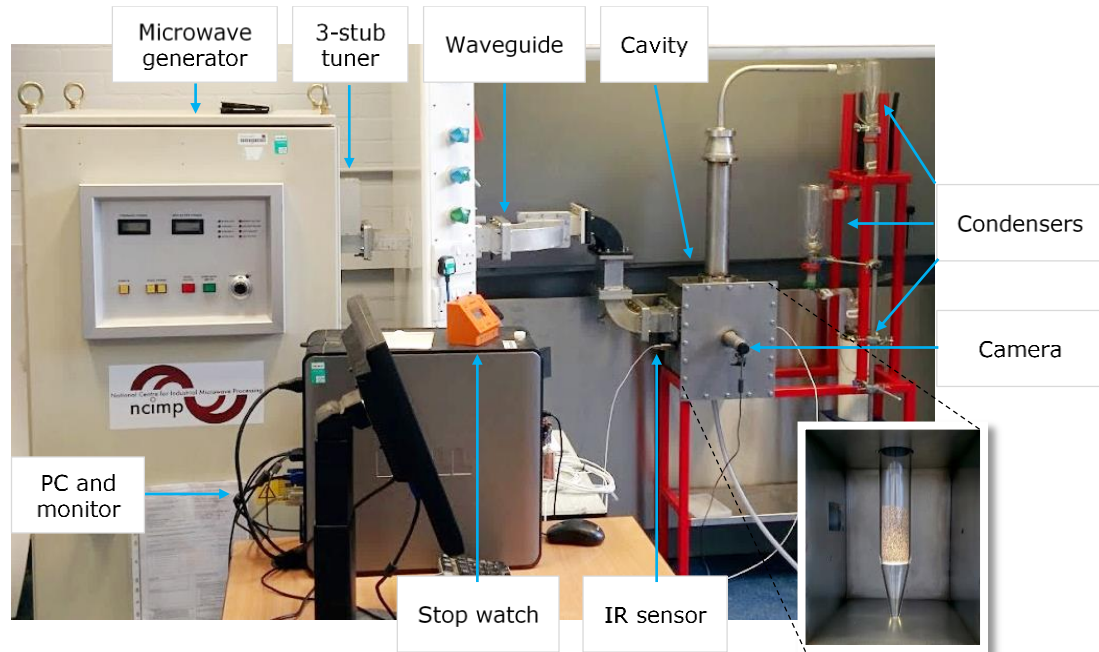 Microwave
generator
3-stub
tuner
Waveguide
Cavity
Condensers
Camera
National Centre for Industrial Microwave Processing
ncimp
PC and
monitor
Stop watch
IR sensor